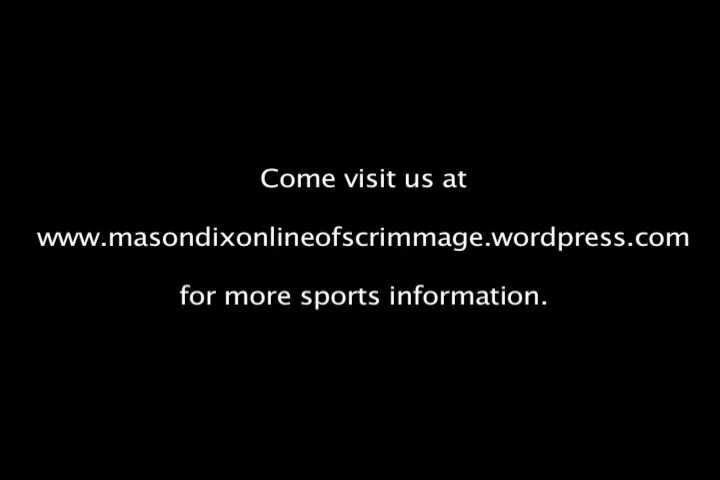 Come visit us at
www.masondixonlineofscrimmage.wordpress.com
for more sports information.